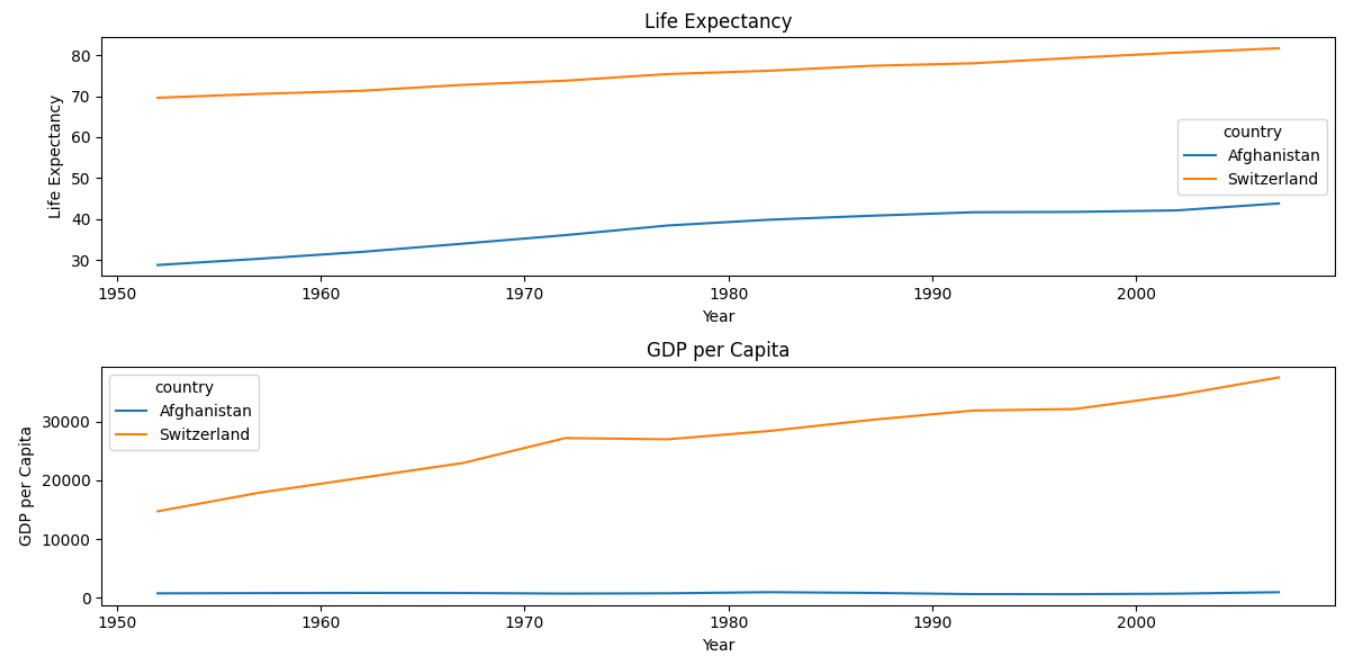 Life Expectancy
80
70
60
50
40
30
Life Expectancy
country
Afghanistan
Switzerland
1950 1960 1970 1980 1990 2000
Year
GDP per Capita
30000
20000
10000
0
GDP per Capita
country
Afghanistan
Switzerland
1950 1960 1970 1980 1990 2000
Year